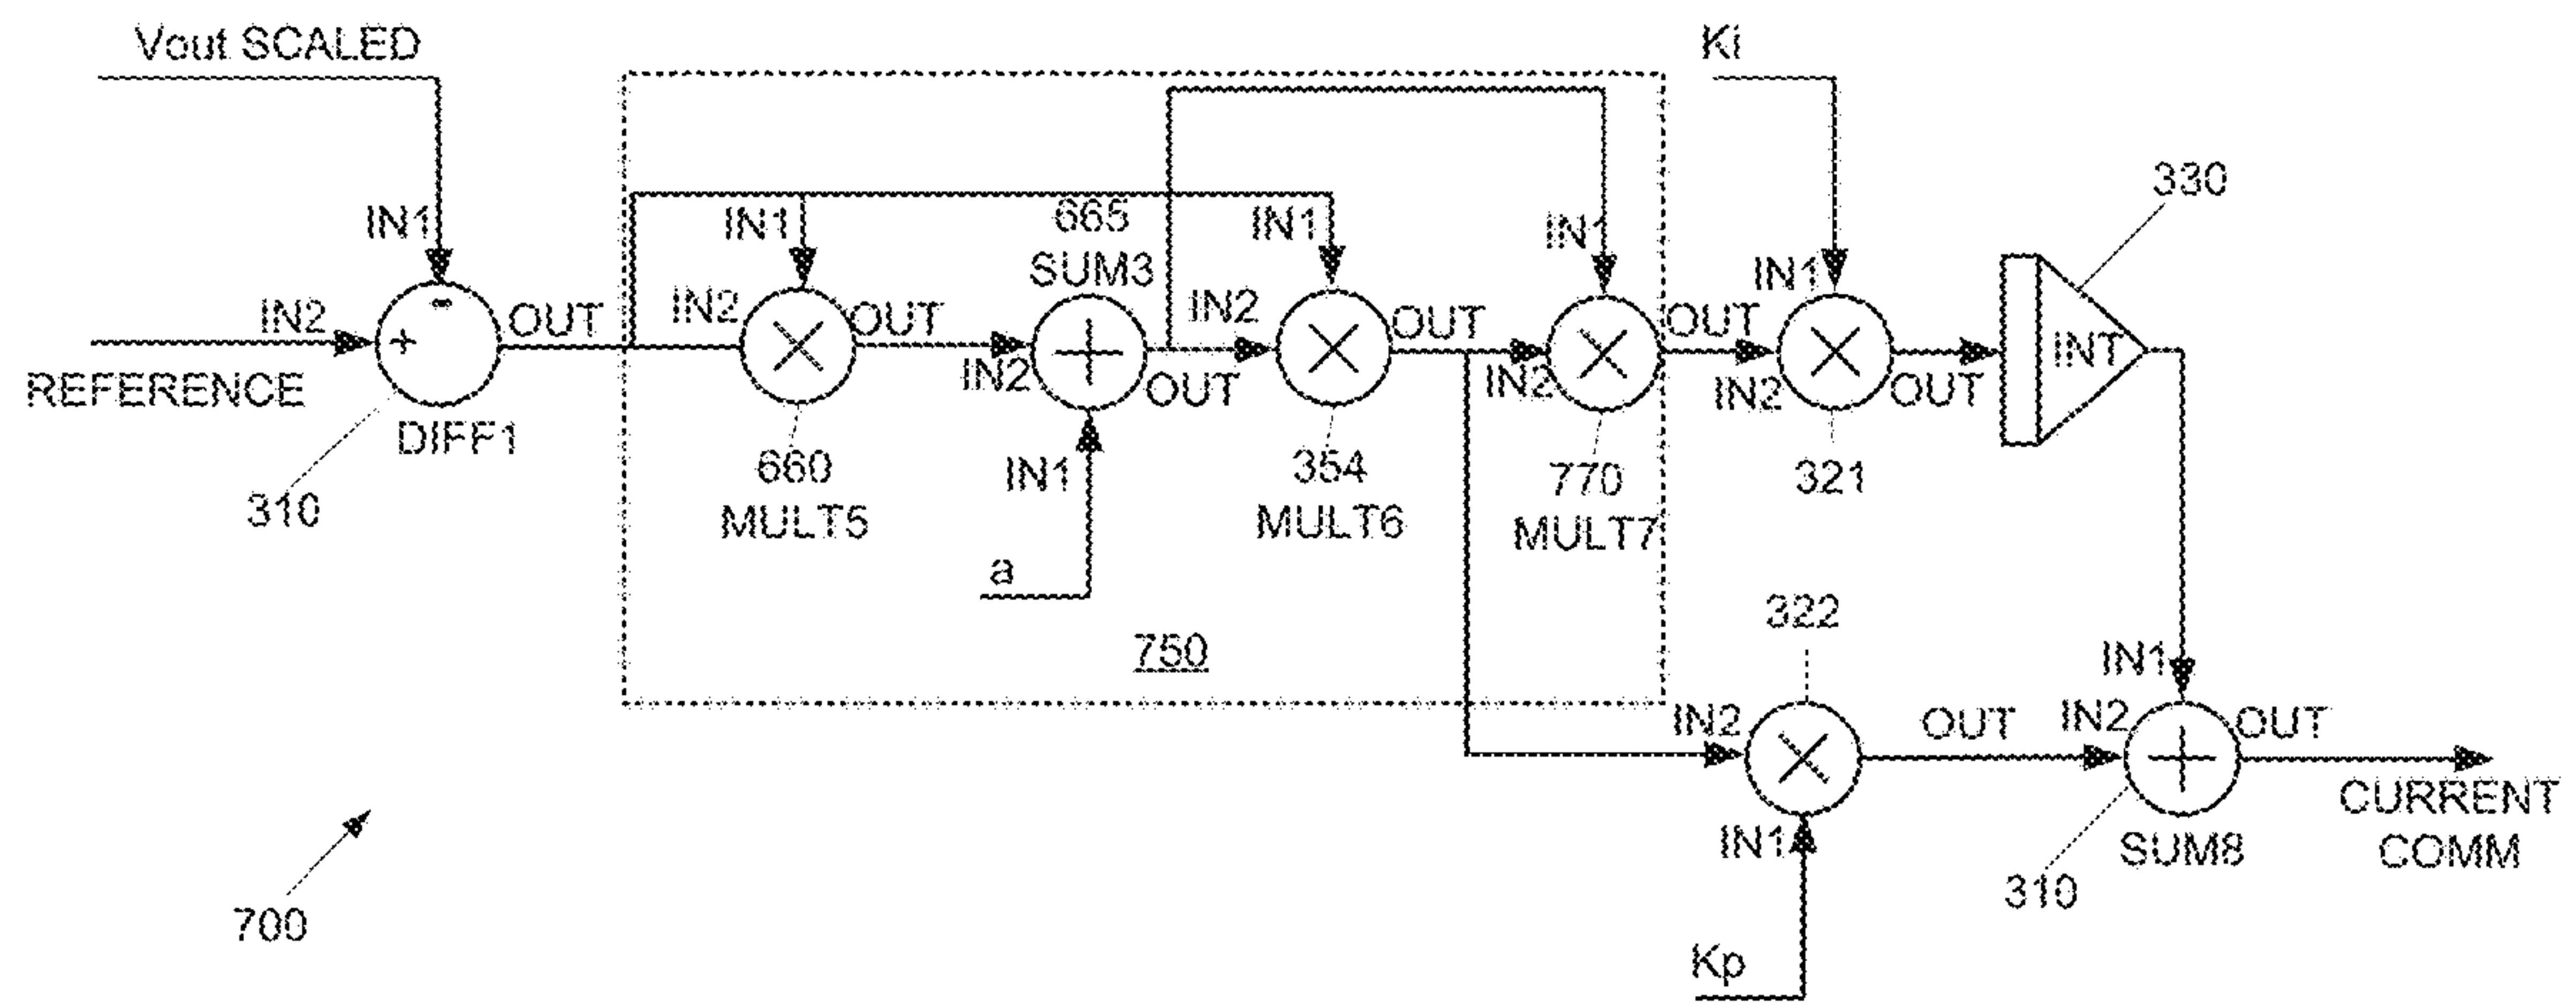 Vout SCALED
Ki
330
IN1
IN1
665
IN1
IN1
SUM3
IN1
-
IN2
OUT
IN2
OUT
IN2
OUT
OUT
+
INT
REFERENCE
IN2
OUT
IN2
IN2
OUT
DIFF1
660
IN1
354
770
321
310
MULT5
MULT6
MULT7
a
322
750
IN1
IN2
OUT
IN2
OUT
CURRENT
COMM
IN1
SUM8
310
700
Kp